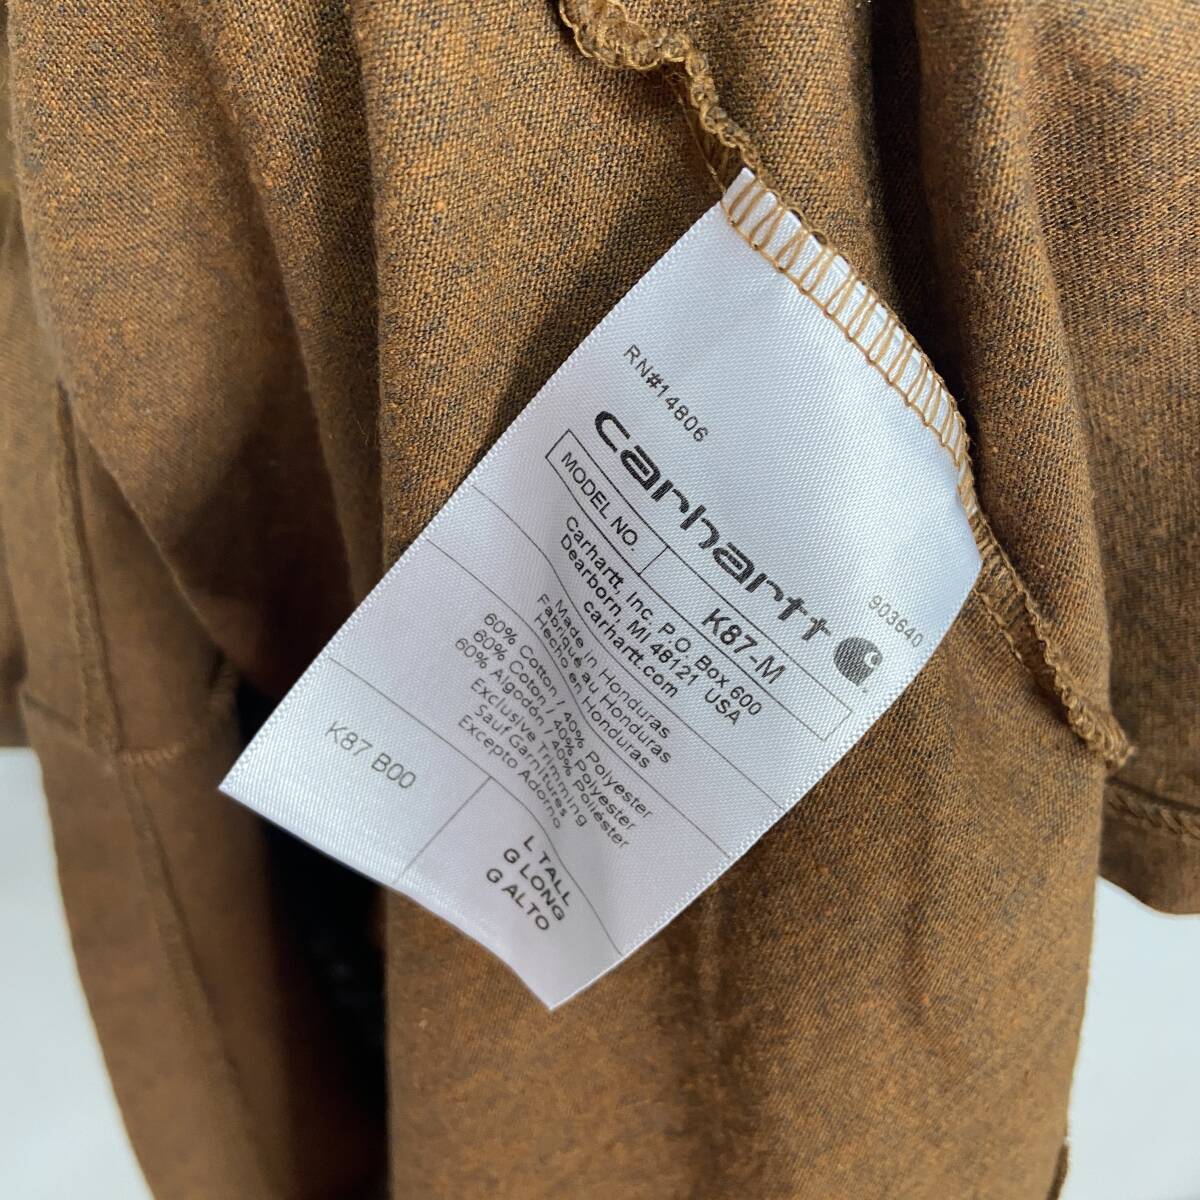 RN#14806
903640
carhartt
MODEL NO. K87-M
Carhartt, Inc. P.O. Box 600
Dearborn, MI 48121 USA
carhartt.com
Made in Honduras
Fabriqué au Honduras
Hecho en Honduras
60% Cotton / 40% Polyester
60% Coton / 40% Polyester
60% Algodón / 40% Poliéster
Exclusive Trimming
Sauf Garnitures
Excepto Adorno
K87 B00
L TALL
G LONG
G ALTO